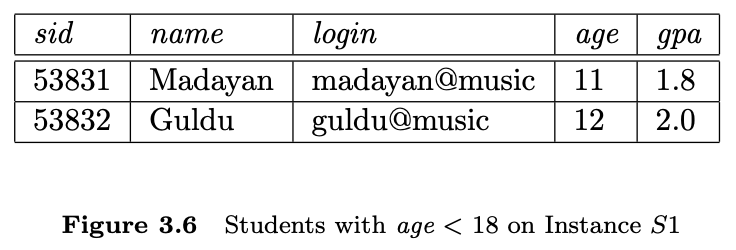 sid name login age gpa
53831 Madayan madayan@music 11 1.8
53832 Guldu guldu@music 12 2.0
Figure 3.6 Students with age < 18 on Instance S1